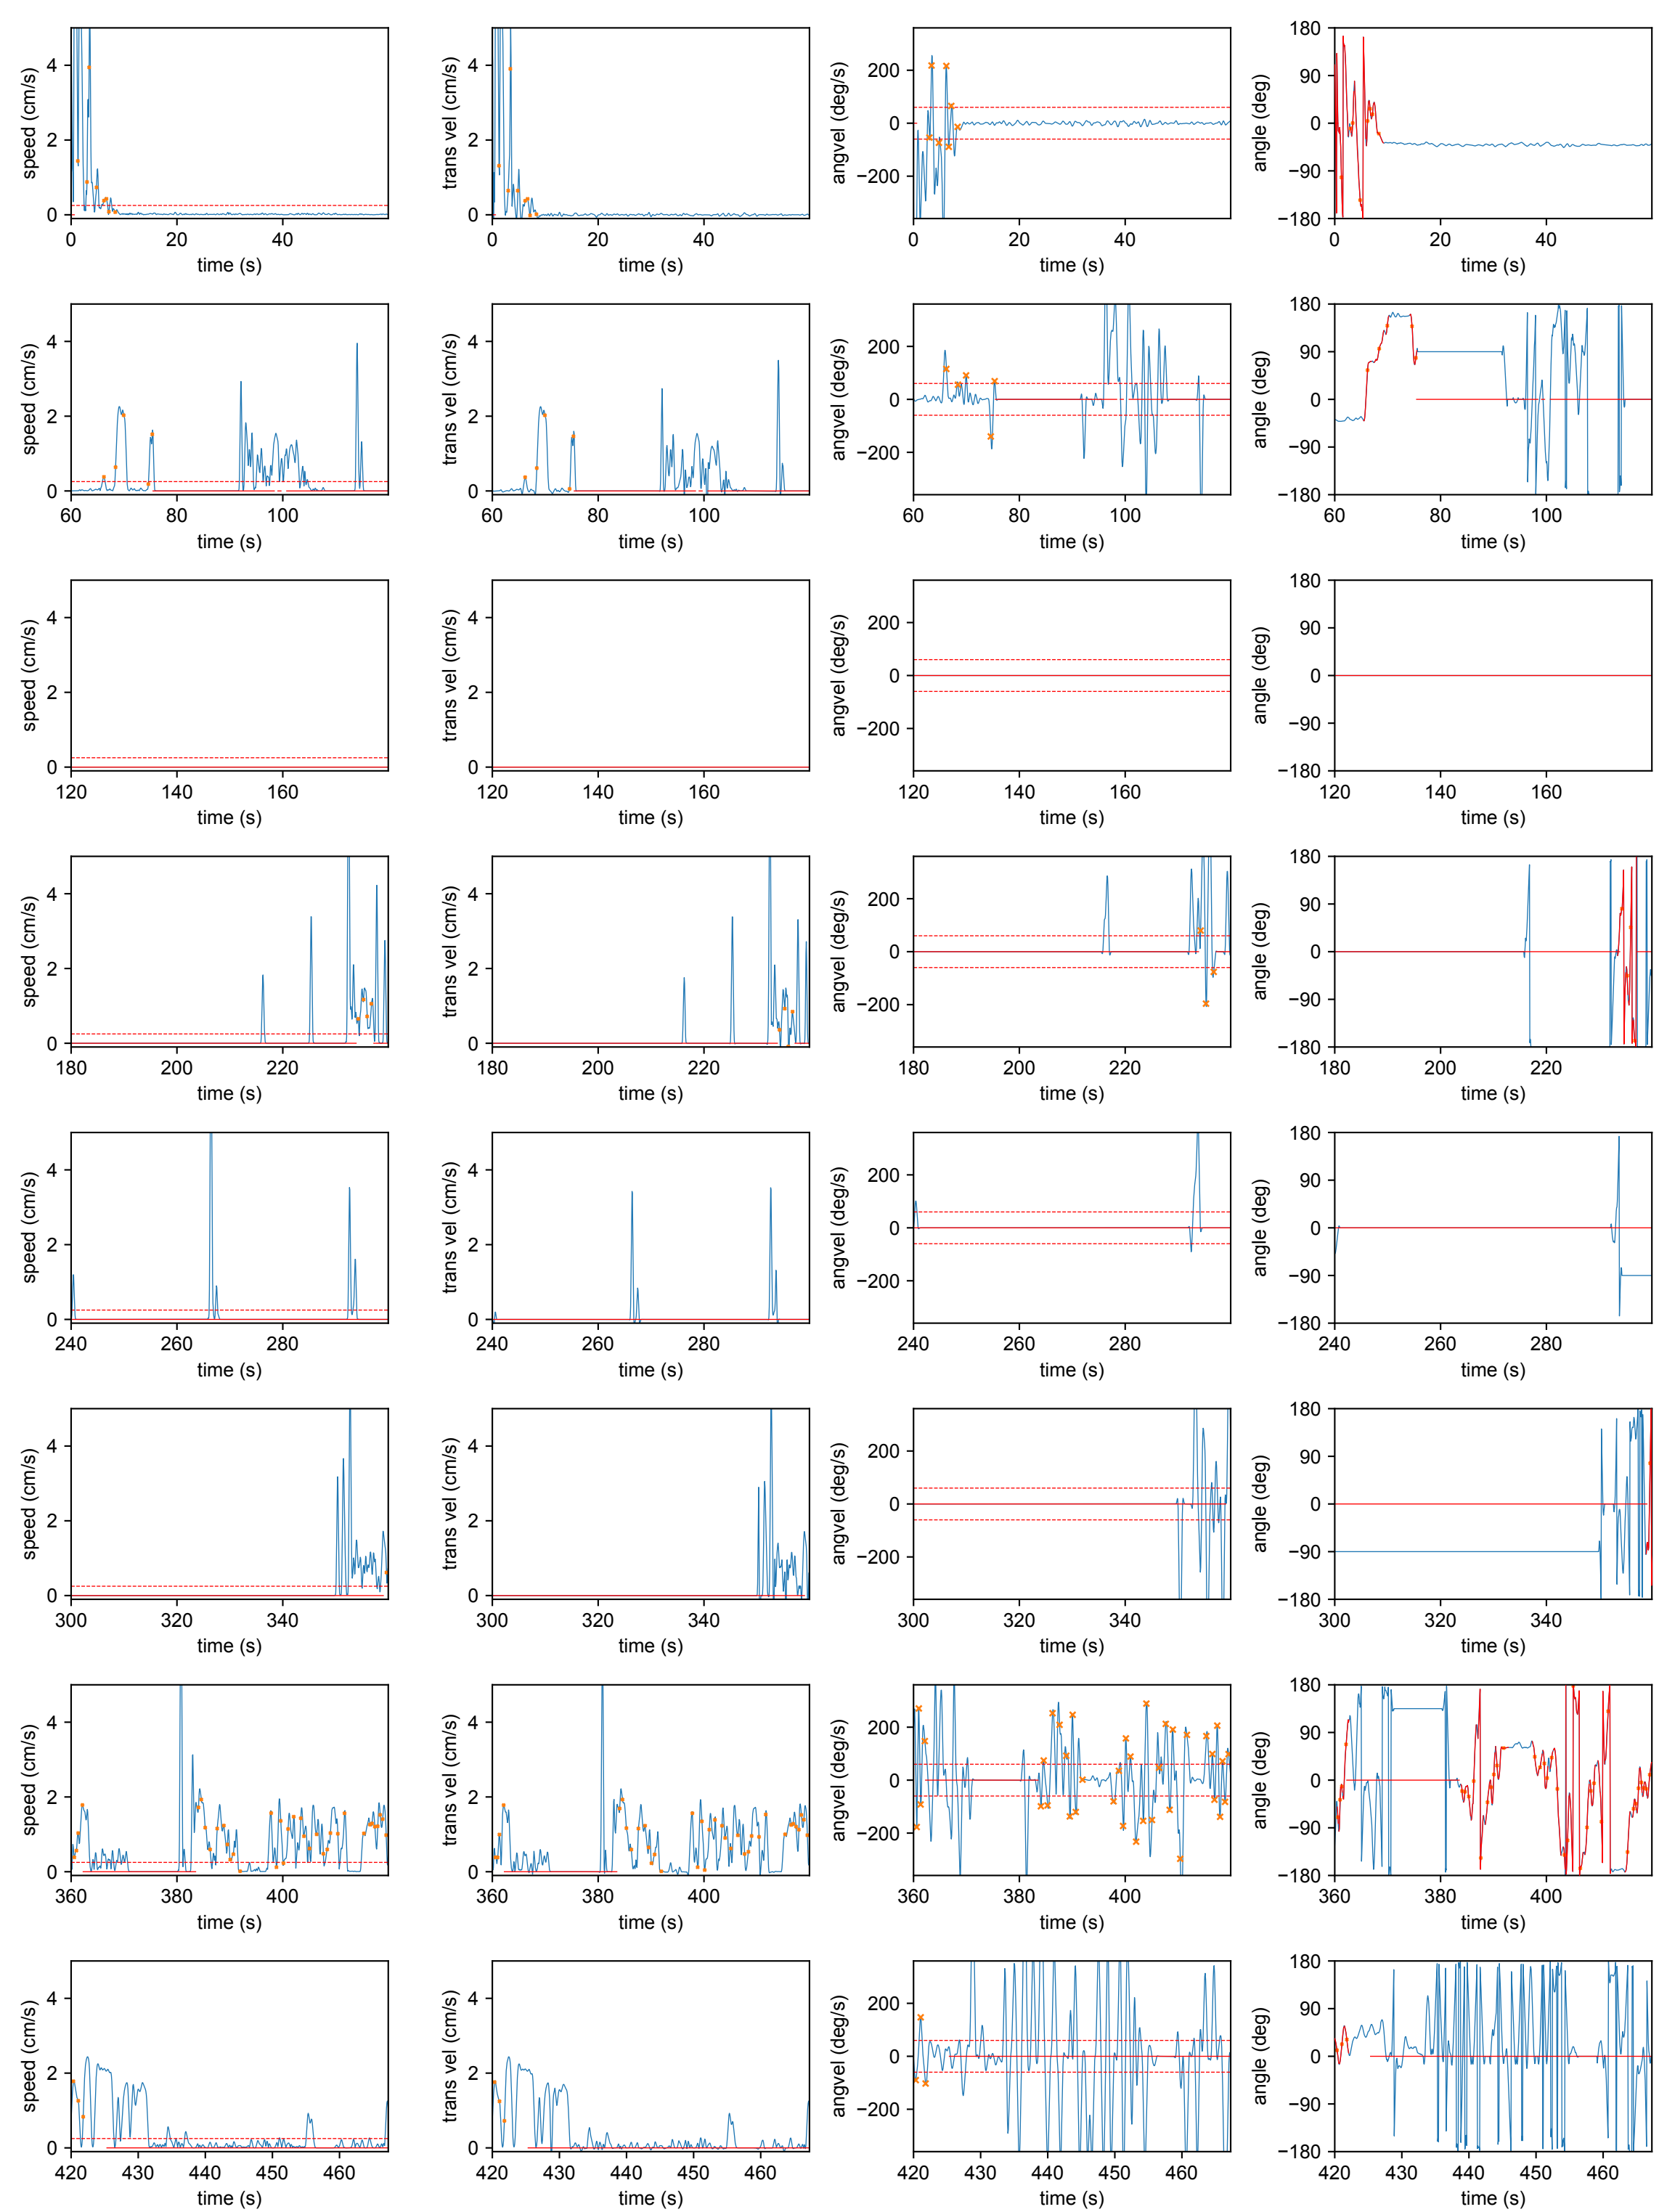 speed (cm/s) trans vel (cm/s) angvel (deg/s) angle (deg)
4 2 0 4 2 0 200 0 −200 180 90 0 −90 −180
0 20 40 0 20 40 0 20 40 0 20 40
time (s) time (s) time (s) time (s)
speed (cm/s) trans vel (cm/s) angvel (deg/s) angle (deg)
4 2 0 4 2 0 200 0 −200 180 90 0 −90 −180
60 80 100 60 80 100 60 80 100 60 80 100
time (s) time (s) time (s) time (s)
speed (cm/s) trans vel (cm/s) angvel (deg/s) angle (deg)
4 2 0 4 2 0 200 0 −200 180 90 0 −90 −180
120 140 160 120 140 160 120 140 160 120 140 160
time (s) time (s) time (s) time (s)
speed (cm/s) trans vel (cm/s) angvel (deg/s) angle (deg)
4 2 0 4 2 0 200 0 −200 180 90 0 −90 −180
180 200 220 180 200 220 180 200 220 180 200 220
time (s) time (s) time (s) time (s)
speed (cm/s) trans vel (cm/s) angvel (deg/s) angle (deg)
4 2 0 4 2 0 200 0 −200 180 90 0 −90 −180
240 260 280 240 260 280 240 260 280 240 260 280
time (s) time (s) time (s) time (s)
speed (cm/s) trans vel (cm/s) angvel (deg/s) angle (deg)
4 2 0 4 2 0 200 0 −200 180 90 0 −90 −180
300 320 340 300 320 340 300 320 340 300 320 340
time (s) time (s) time (s) time (s)
speed (cm/s) trans vel (cm/s) angvel (deg/s) angle (deg)
4 2 0 4 2 0 200 0 −200 180 90 0 −90 −180
360 380 400 360 380 400 360 380 400 360 380 400
time (s) time (s) time (s) time (s)
speed (cm/s) trans vel (cm/s) angvel (deg/s) angle (deg)
4 2 0 4 2 0 200 0 −200 180 90 0 −90 −180
420 430 440 450 460 420 430 440 450 460 420 430 440 450 460 420 430 440 450 460
time (s) time (s) time (s) time (s)